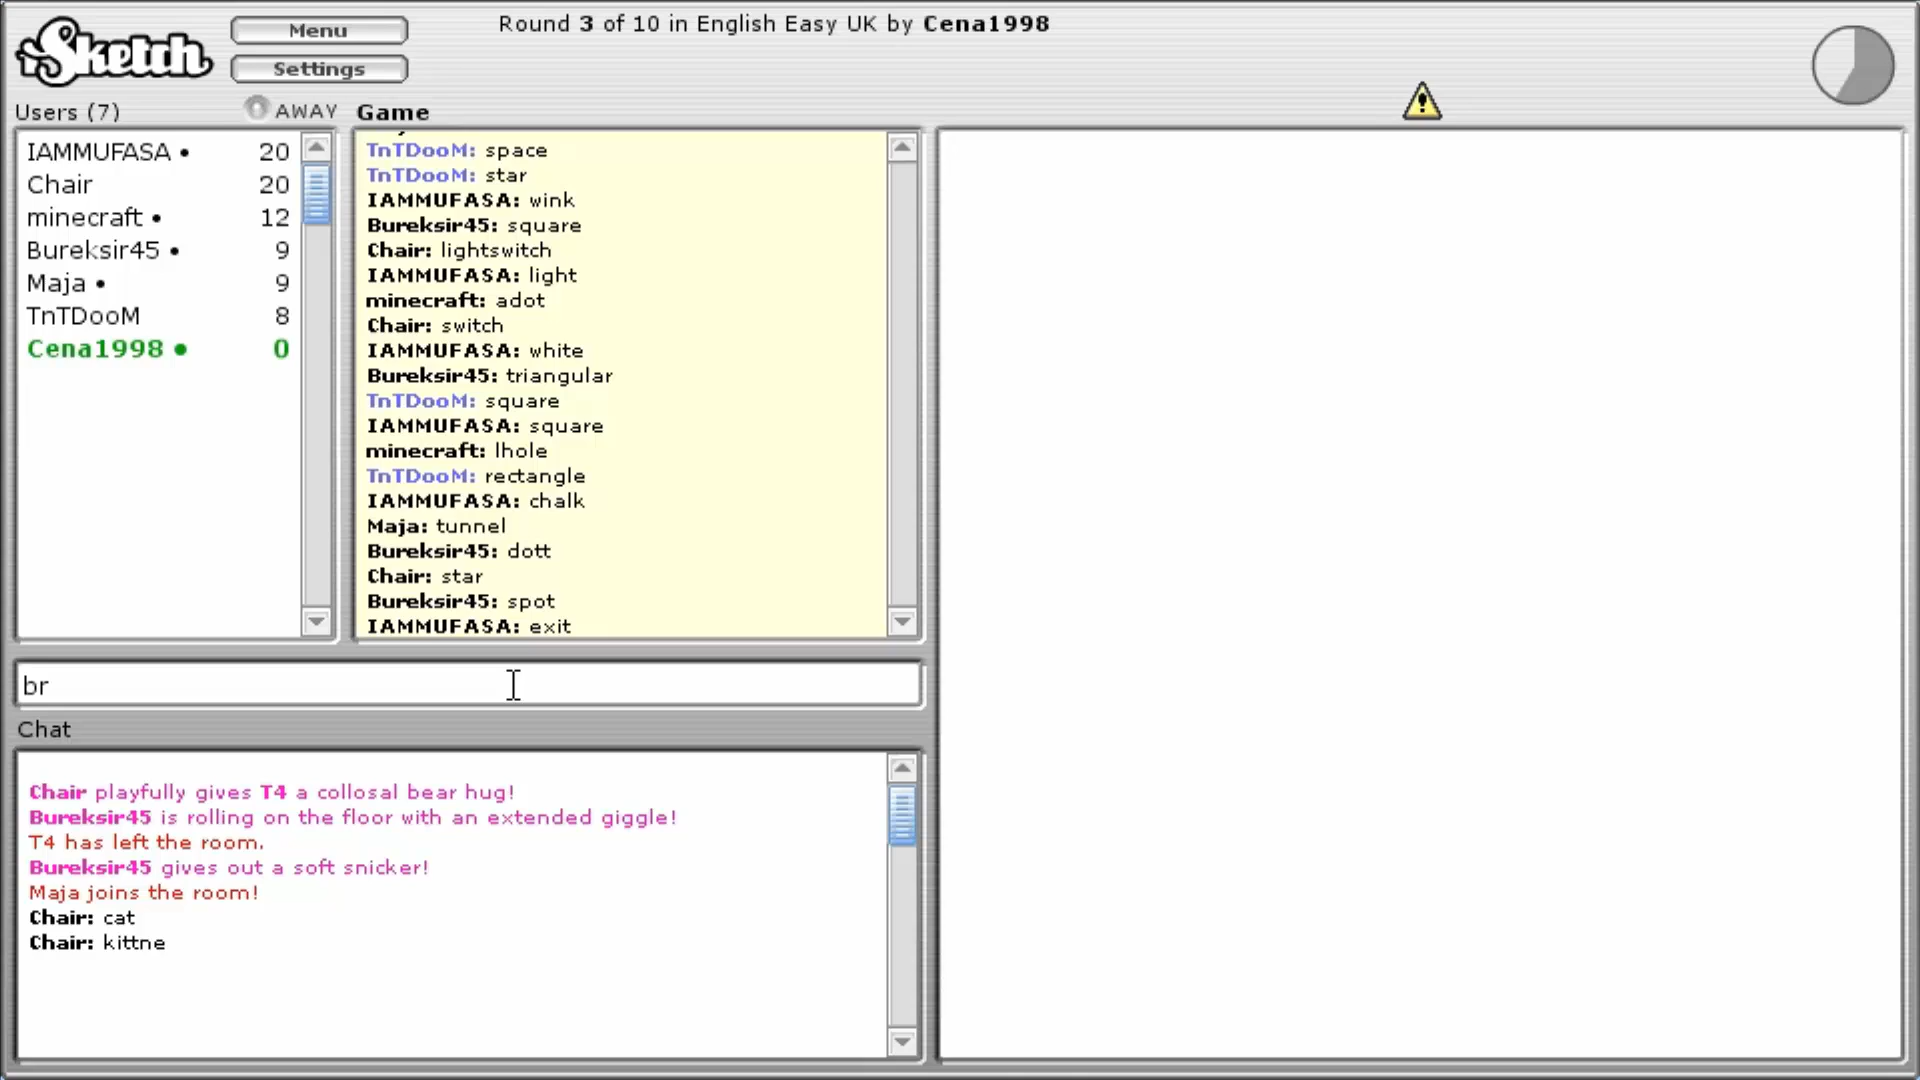 iSketch
Menu
Settings
Round 3 of 10 in English Easy UK by Cena1998
Users (7)
AWAY
Game
IAMMUFASA • 20
Chair 20
minecraft • 12
Bureksir45 • 9
Maja • 9
TnTDooM 8
Cena1998 • 0
TnTDooM: space
TnTDooM: star
IAMMUFASA: wink
Bureksir45: square
Chair: lightswitch
IAMMUFASA: light
minecraft: adot
Chair: switch
IAMMUFASA: white
Bureksir45: triangular
TnTDooM: square
IAMMUFASA: square
minecraft: lhole
TnTDooM: rectangle
IAMMUFASA: chalk
Maja: tunnel
Bureksir45: dott
Chair: star
Bureksir45: spot
IAMMUFASA: exit
br
Chat
Chair playfully gives T4 a collosal bear hug!
Bureksir45 is rolling on the floor with an extended giggle!
T4 has left the room.
Bureksir45 gives out a soft snicker!
Maja joins the room!
Chair: cat
Chair: kittne